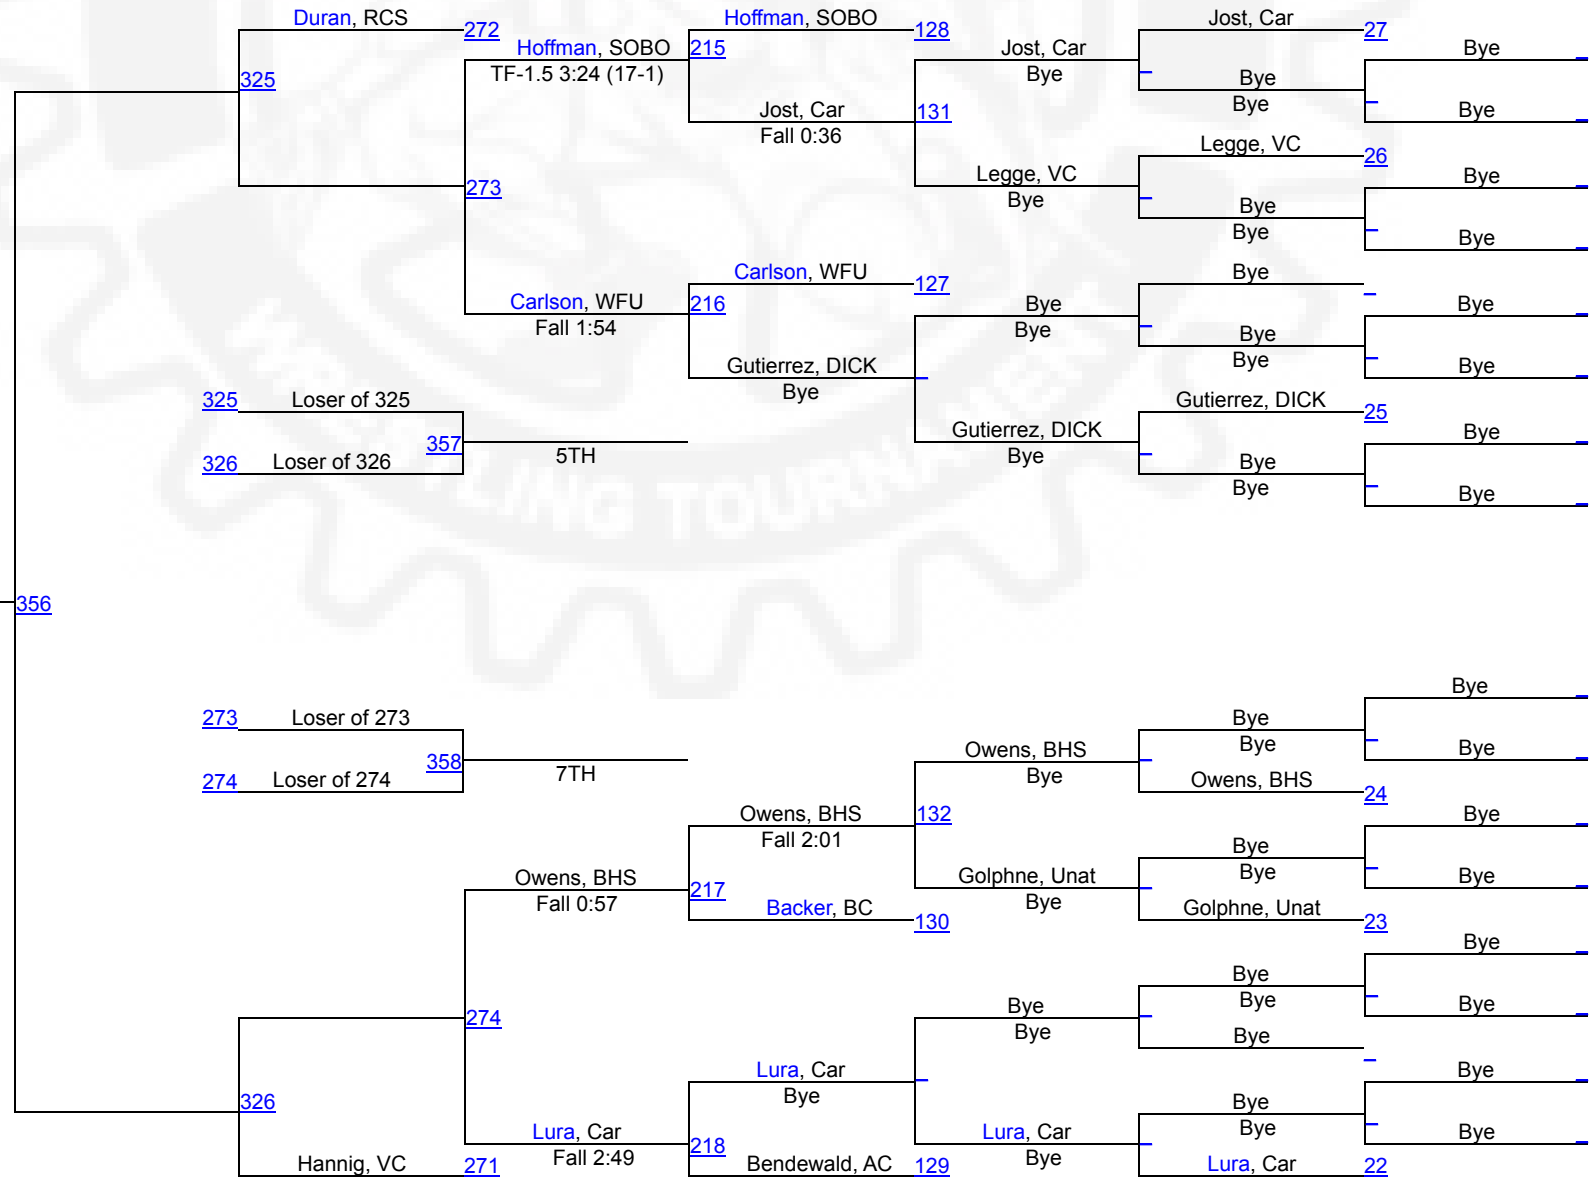 Duran, RCS
272
325
Hoffman, SOBO
TF-1.5 3:24 (17-1)
273
Carlson, WFU
Fall 1:54
Hoffman, SOBO
128
215
Jost, Car
Fall 0:36
131
Jost, Car
Bye
Legge, VC
Bye
Carlson, WFU
127
216
Gutierrez, DICK
Bye
Bye
Bye
Gutierrez, DICK
Bye
Jost, Car
27
Bye
Bye
Legge, VC
26
Bye
Bye
Bye
Bye
Bye
Gutierrez, DICK
25
Bye
Bye
Bye
Bye
Bye
Bye
Bye
Bye
Bye
Bye
325
Loser of 325
357
5TH
326
Loser of 326
WRESTLING TOURNAMENT
356
273
Loser of 273
358
7TH
274
Loser of 274
Owens, BHS
Fall 0:57
274
Lura, Car
Fall 2:49
326
Hannig, VC
271
Owens, BHS
Fall 2:01
132
217
Backer, BC
130
Lura, Car
Bye
218
Bendewald, AC
129
Owens, BHS
Bye
Golphne, Unat
Bye
Bye
Bye
Lura, Car
Bye
Bye
Bye
Owens, BHS
24
Bye
Bye
Golphne, Unat
23
Bye
Bye
Bye
Bye
Bye
Lura, Car
22
Bye
Bye
Bye
Bye
Bye
Bye
Bye
Bye